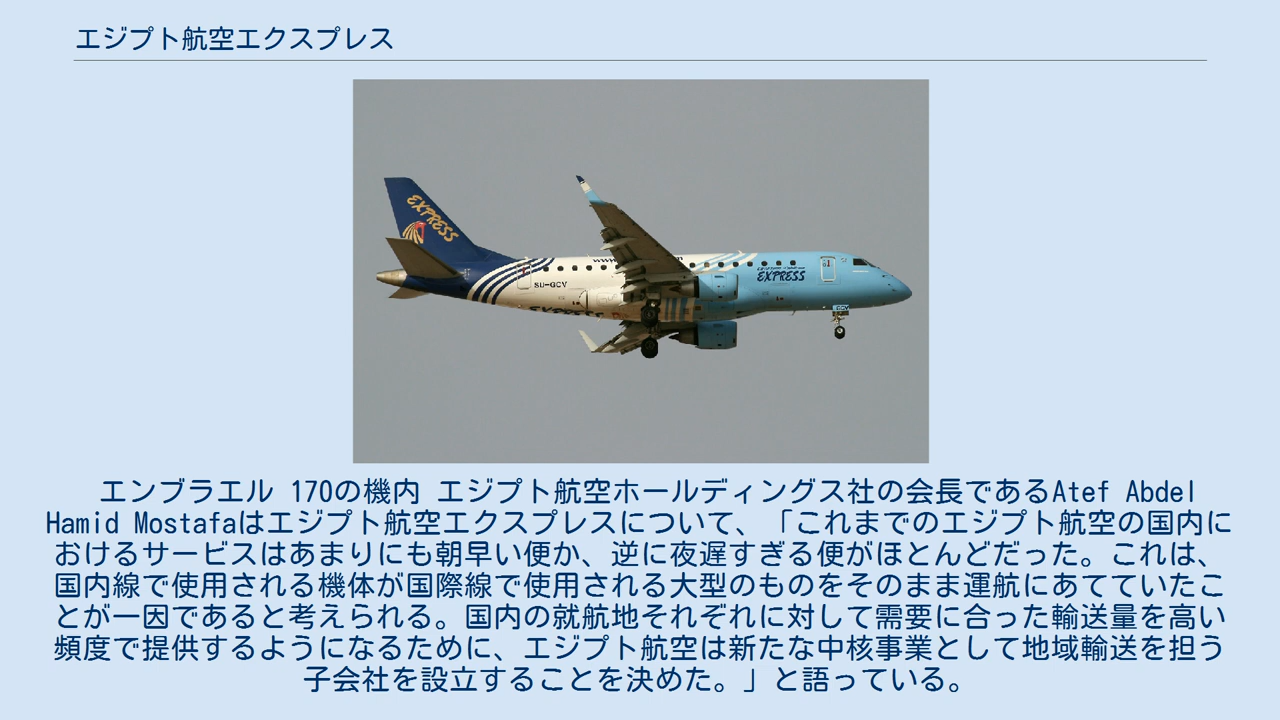 エジプト航空エクスプレス
EXPRESS
SU-GCV
EXPRESS
EXPRESS
エンブラエル 170の機内 エジプト航空ホールディングス社の会長であるAtef Abdel
Hamid Mostafaはエジプト航空エクスプレスについて、「これまでのエジプト航空の国内に
おけるサービスはあまりにも朝早い便か、逆に夜遅すぎる便がほとんどだった。これは、
国内線で使用される機体が国際線で使用される大型のものをそのまま運航にあてていたこ
とが一因であると考えられる。国内の就航地それぞれに対して需要に合った輸送量を高い
頻度で提供するようになるために、エジプト航空は新たな中核事業として地域輸送を担う
子会社を設立することを決めた。」と語っている。